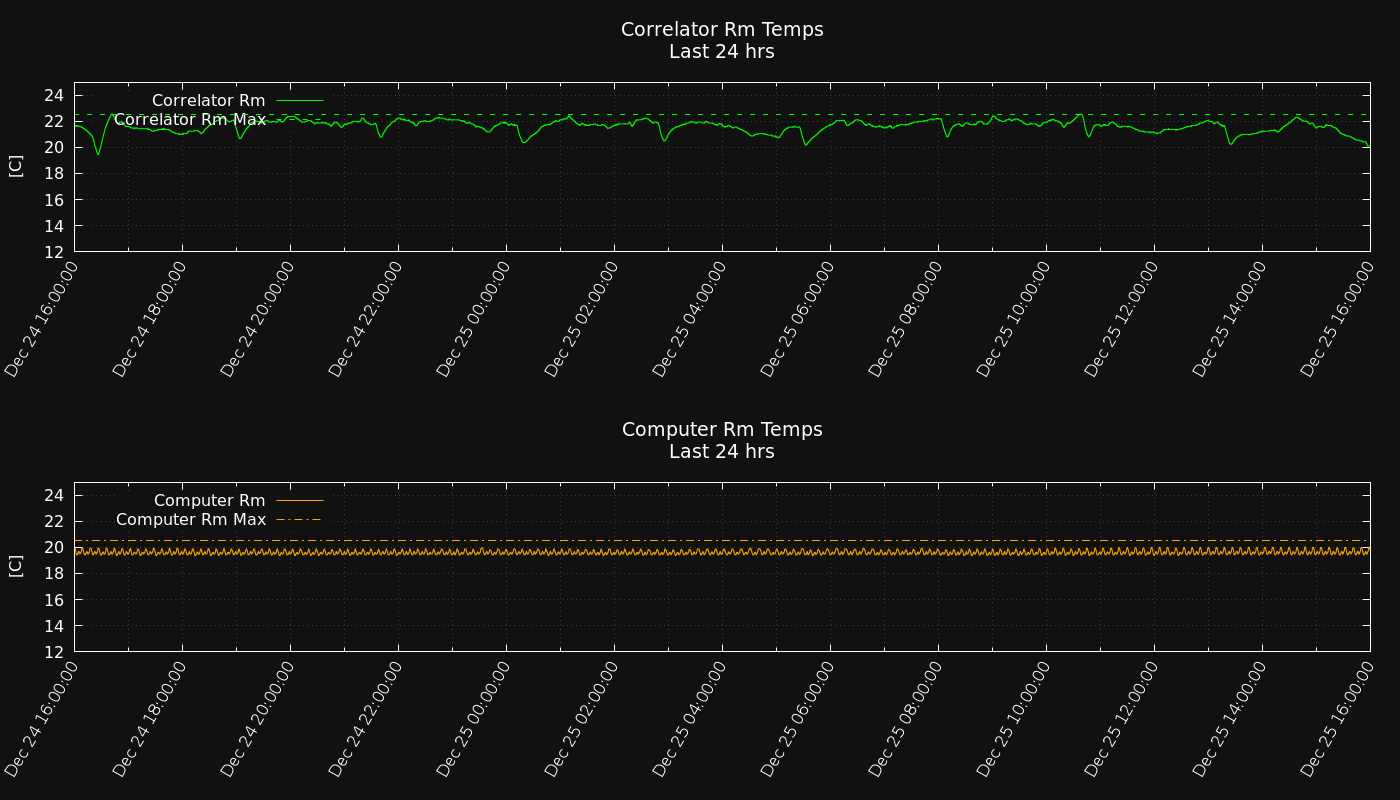 Correlator Rm Temps
Last 24 hrs
Correlator Rm
Correlator Rm Max
24
22
20
18
16
14
12
[C]
Dec 24 16:00:00
Dec 24 18:00:00
Dec 24 20:00:00
Dec 24 22:00:00
Dec 25 00:00:00
Dec 25 02:00:00
Dec 25 04:00:00
Dec 25 06:00:00
Dec 25 08:00:00
Dec 25 10:00:00
Dec 25 12:00:00
Dec 25 14:00:00
Dec 25 16:00:00
Computer Rm Temps
Last 24 hrs
Computer Rm
Computer Rm Max
24
22
20
18
16
14
12
[C]
Dec 24 16:00:00
Dec 24 18:00:00
Dec 24 20:00:00
Dec 24 22:00:00
Dec 25 00:00:00
Dec 25 02:00:00
Dec 25 04:00:00
Dec 25 06:00:00
Dec 25 08:00:00
Dec 25 10:00:00
Dec 25 12:00:00
Dec 25 14:00:00
Dec 25 16:00:00